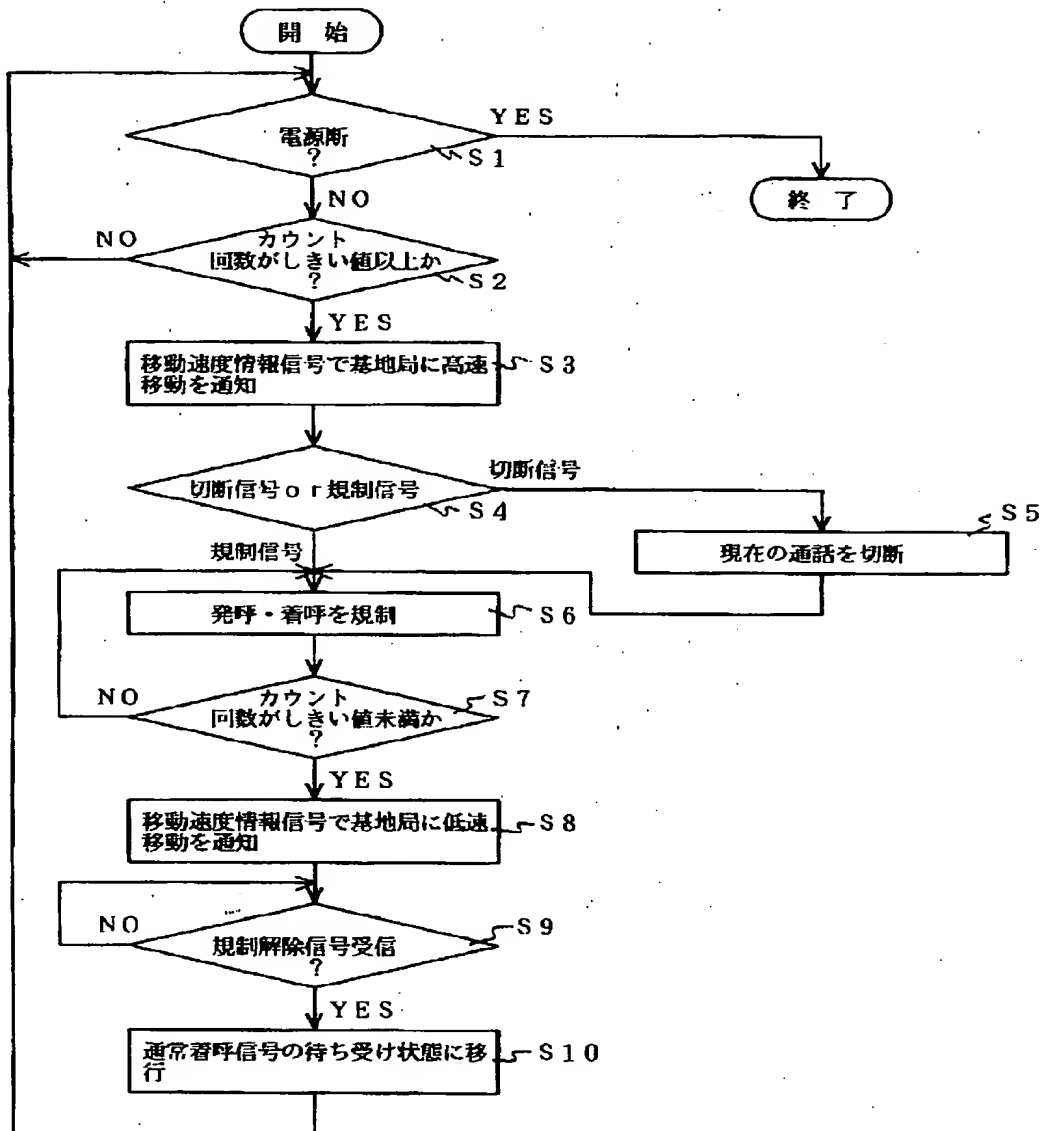 開 始
電源断
?
YES
S1
終 了
NO
カウント
回数がしきい値以上か
?
NO
S2
YES
移動速度情報信号で基地局に高速
移動を通知
S3
切断信号or規制信号
切断信号
S4
現在の通話を切断
S5
規制信号
発呼・着呼を規制
S6
カウント
回数がしきい値未満か
?
NO
S7
YES
移動速度情報信号で基地局に低速
移動を通知
S8
規制解除信号受信
?
NO
S9
YES
通常着呼信号の待ち受け状態に移
行
S10